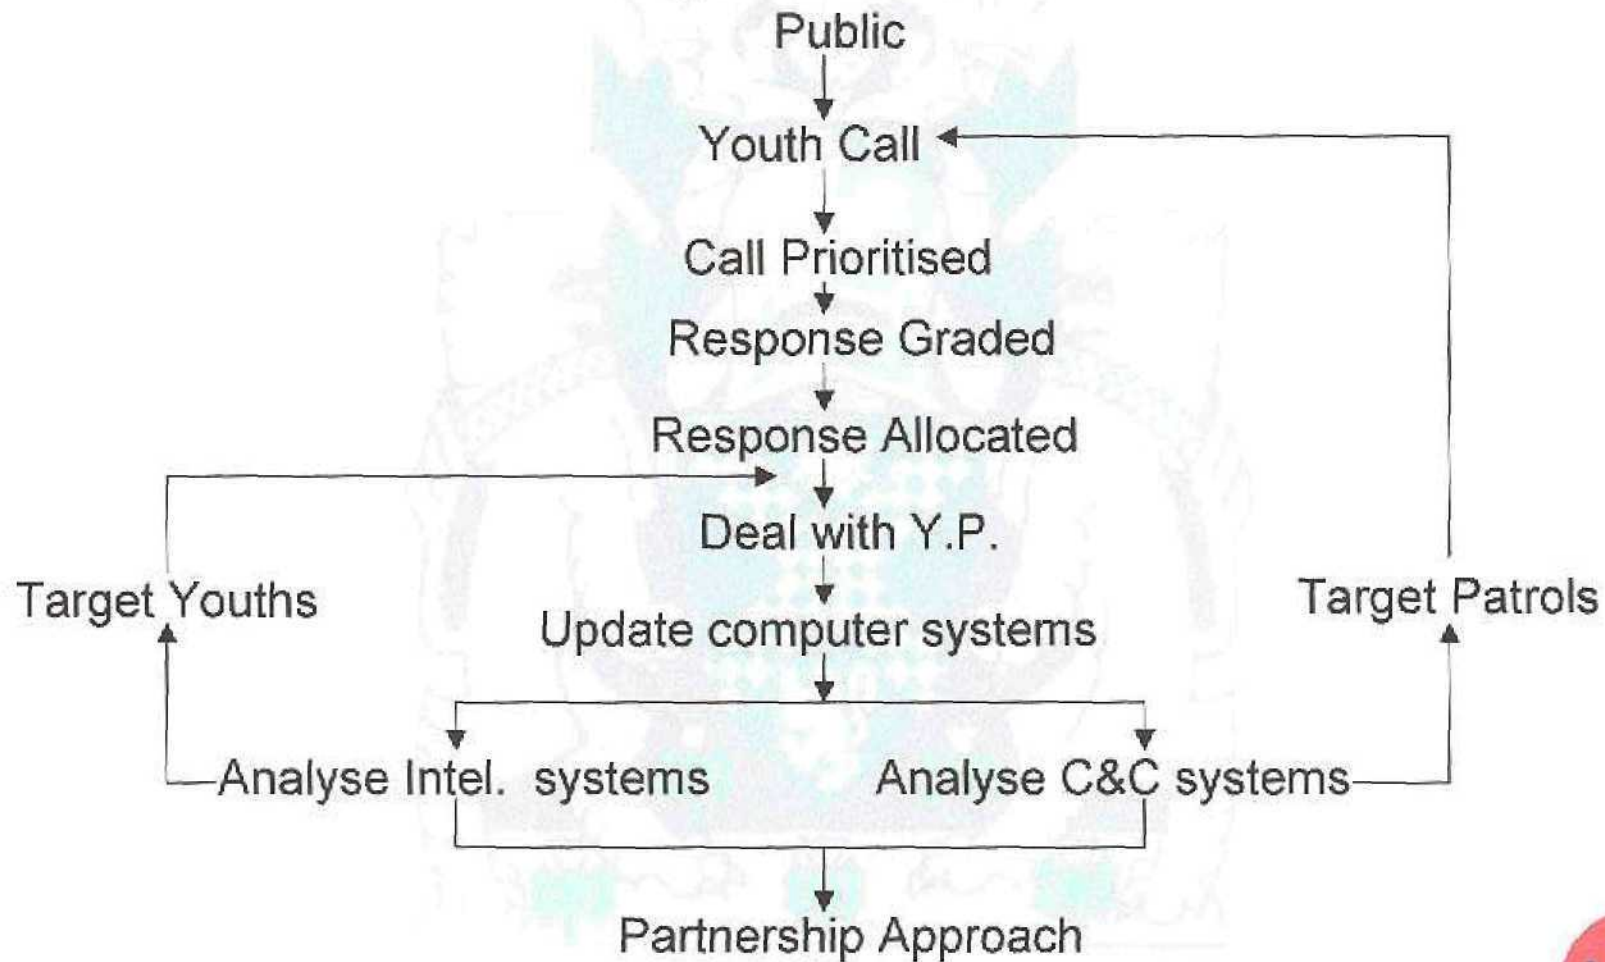 Public
Youth Call
Call Prioritised
Response Graded
Response Allocated
Deal with Y.P.
Target Youths
Target Patrols
Update computer systems
Analyse Intel. systems
Analyse C&C systems
Partnership Approach